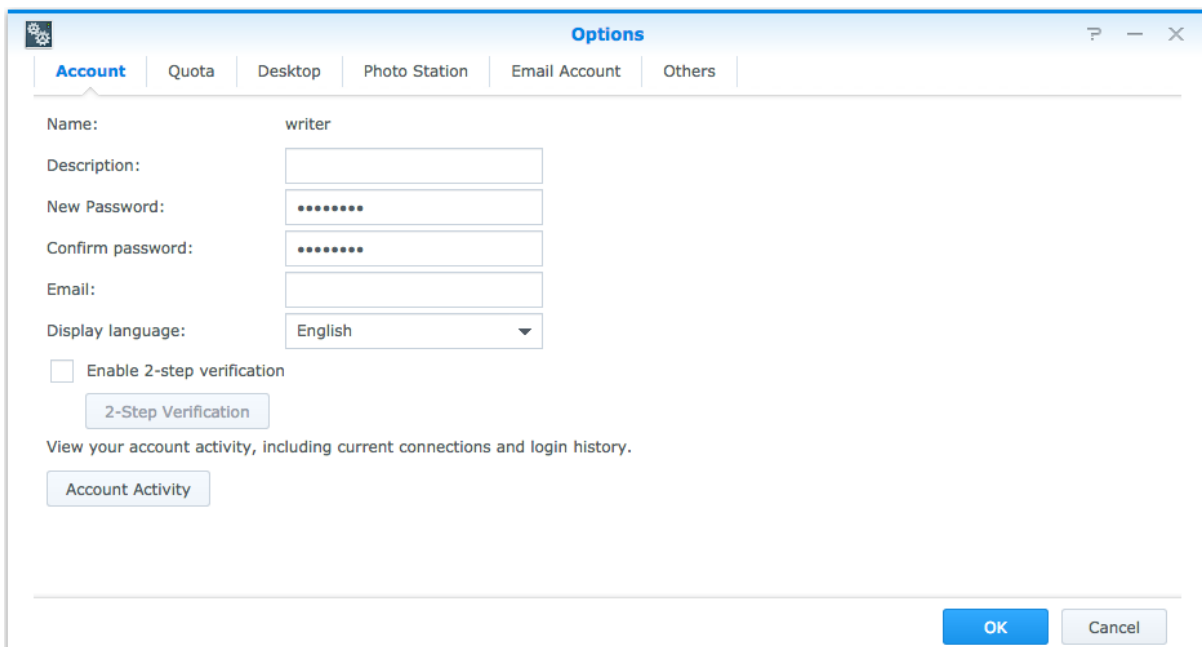 Options
Account Quota Desktop Photo Station Email Account Others
Name: writer
Description:
New Password: ••••••••
Confirm password: ••••••••
Email:
Display language: English
Enable 2-step verification
2-Step Verification
View your account activity, including current connections and login history.
Account Activity
OK Cancel